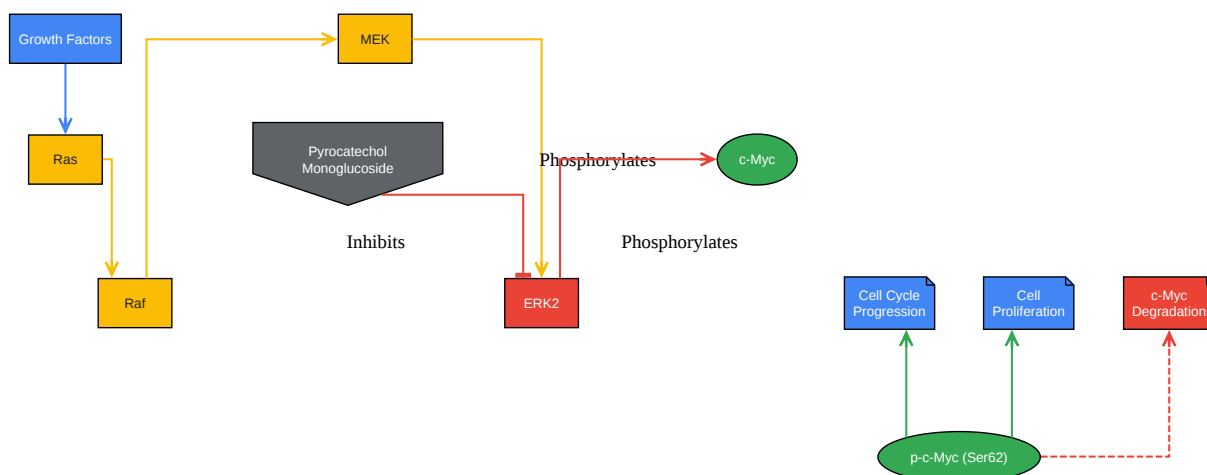 Growth Factors
MEK
Ras
Pyrocatechol
Monoglucoside
Phosphorylates
c-Myc
Inhibits
Phosphorylates
Raf
ERK2
Cell Cycle
Progression
Cell
Proliferation
c-Myc
Degradation
p-c-Myc (Ser62)